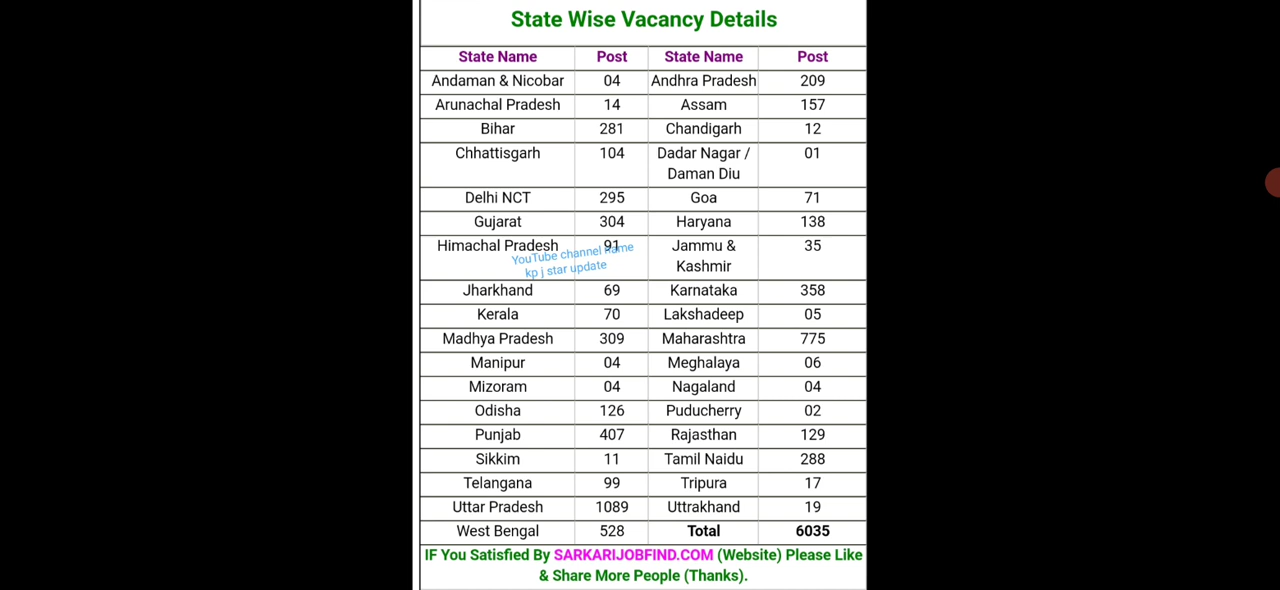 State Wise Vacancy Details
State Name Post State Name Post
Andaman & Nicobar 04 Andhra Pradesh 209
Arunachal Pradesh 14 Assam 157
Bihar 281 Chandigarh 12
Chhattisgarh 104 Dadar Nagar / 01
Daman Diu
Delhi NCT 295 Goa 71
Gujarat 304 Haryana 138
Himachal Pradesh 91 Jammu & 35
Kashmir
YouTube channel name
kp j star update
Jharkhand 69 Karnataka 358
Kerala 70 Lakshadeep 05
Madhya Pradesh 309 Maharashtra 775
Manipur 04 Meghalaya 06
Mizoram 04 Nagaland 04
Odisha 126 Puducherry 02
Punjab 407 Rajasthan 129
Sikkim 11 Tamil Naidu 288
Telangana 99 Tripura 17
Uttar Pradesh 1089 Uttrakhand 19
West Bengal 528 Total 6035
IF You Satisfied By SARKARIJOBFIND.COM (Website) Please Like
& Share More People (Thanks).